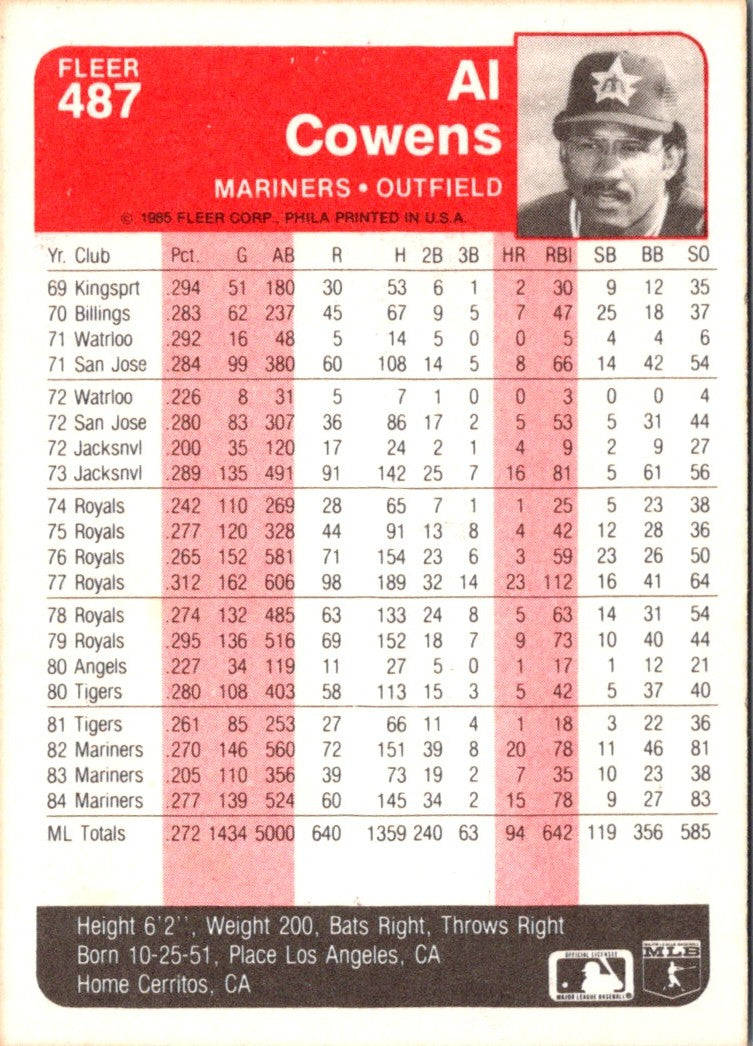 FLEER
487
Al
Cowens
MARINERS • OUTFIELD
© 1985 FLEER CORP., PHILA PRINTED IN U.S.A.
Yr. Club Pct. G AB R H 2B 3B HR RBI SB BB SO
69 Kingsprt .294 51 180 30 53 6 1 2 30 9 12 35
70 Billings .283 62 237 45 67 9 5 7 47 25 18 37
71 Watrloo .292 16 48 5 14 5 0 0 5 4 4 6
71 San Jose .284 99 380 60 108 14 5 8 66 14 42 54
72 Watrloo .226 8 31 5 7 1 0 0 3 0 0 4
72 San Jose .280 83 307 36 86 17 2 5 53 5 31 44
72 Jacksnvl .200 35 120 17 24 2 1 4 9 2 9 27
73 Jacksnvl .289 135 491 91 142 25 7 16 81 5 61 56
74 Royals .242 110 269 28 65 7 1 1 25 5 23 38
75 Royals .277 120 328 44 91 13 8 4 42 12 28 36
76 Royals .265 152 581 71 154 23 6 3 59 23 26 50
77 Royals .312 162 606 98 189 32 14 23 112 16 41 64
78 Royals .274 132 485 63 133 24 8 5 63 14 31 54
79 Royals .295 136 516 69 152 18 7 9 73 10 40 44
80 Angels .227 34 119 11 27 5 0 1 17 1 12 21
80 Tigers .280 108 403 58 113 15 3 5 42 5 37 40
81 Tigers .261 85 253 27 66 11 4 1 18 3 22 36
82 Mariners .270 146 560 72 151 39 8 20 78 11 46 81
83 Mariners .205 110 356 39 73 19 2 7 35 10 23 38
84 Mariners .277 139 524 60 145 34 2 15 78 9 27 83
ML Totals .272 1434 5000 640 1359 240 63 94 642 119 356 585
Height 6'2'', Weight 200, Bats Right, Throws Right
Born 10-25-51, Place Los Angeles, CA
Home Cerritos, CA
OFFICIAL LICENSEE
MAJOR LEAGUE BASEBALL
MAJOR LEAGUE BASEBALL
MLB